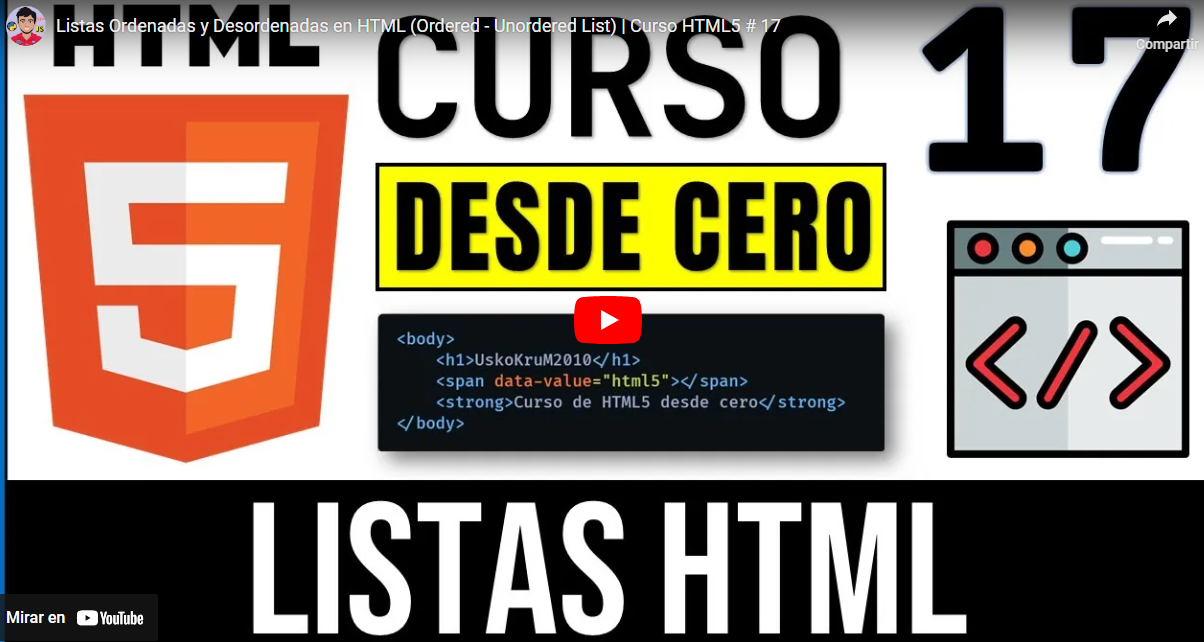 Listas Ordenadas y Desordenadas en HTML (Ordered - Unordered List) | Curso HTML5 # 17
Compartir
HTML
5
CURSO
17
DESDE CERO
<body>
<h1>UskoKruM2010</h1>
<span data-value="html5"></span>
<strong>Curso de HTML5 desde cero</strong>
</body>
</>
LISTAS HTML
Mirar en YouTube